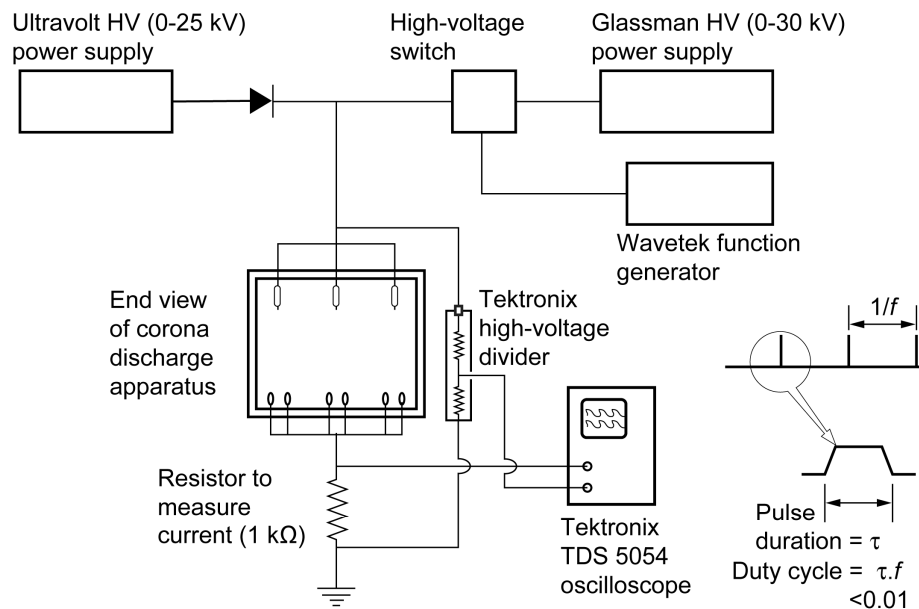 Ultravolt HV (0-25 kV)
power supply
High-voltage
switch
Glassman HV (0-30 kV)
power supply
Wavetek function
generator
End view
of corona
discharge
apparatus
Tektronix
high-voltage
divider
1/f
Resistor to
measure
current (1 kΩ)
Tektronix
TDS 5054
oscilloscope
Pulse
duration = τ
Duty cycle = τ.f
<0.01